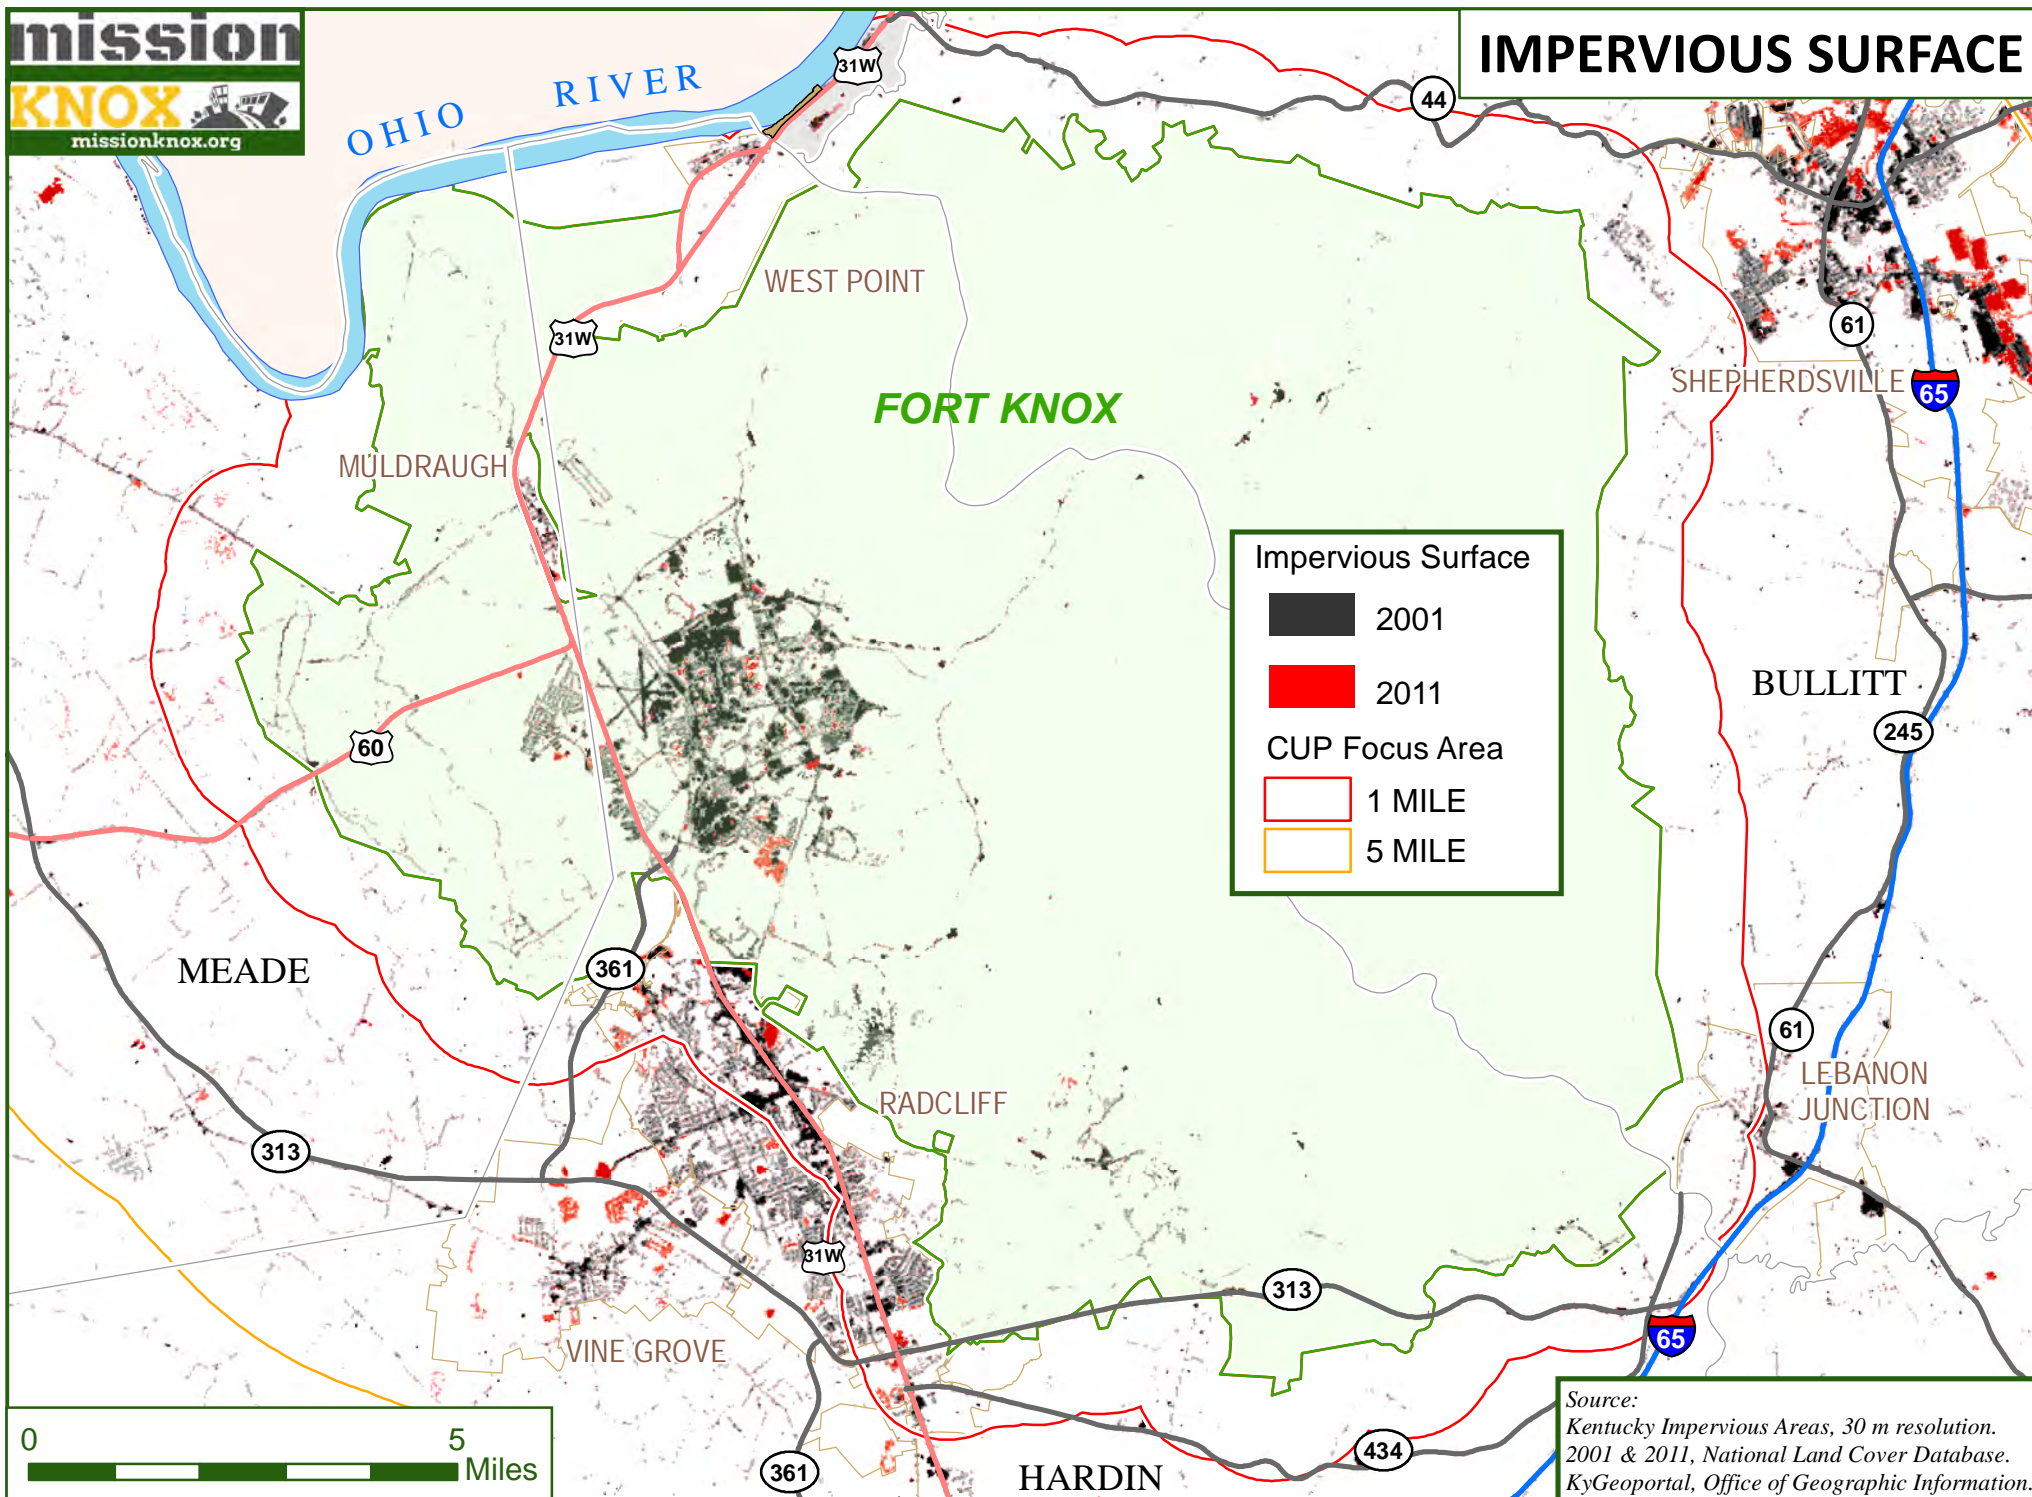 mission
KNOX
missionknox.org
IMPERVIOUS SURFACE
OHIO RIVER
31W
44
WEST POINT
31W
61
SHEPHERDSVILLE
65
FORT KNOX
MULDRAUGH
Impervious Surface
2001
2011
CUP Focus Area
1 MILE
5 MILE
BULLITT
245
60
MEADE
361
61
LEBANON
JUNCTION
RADCLIFF
313
31W
313
65
VINE GROVE
0
5
Miles
361
HARDIN
434
Source:
Kentucky Impervious Areas, 30 m resolution.
2001 & 2011, National Land Cover Database.
KyGeoportal, Office of Geographic Information.